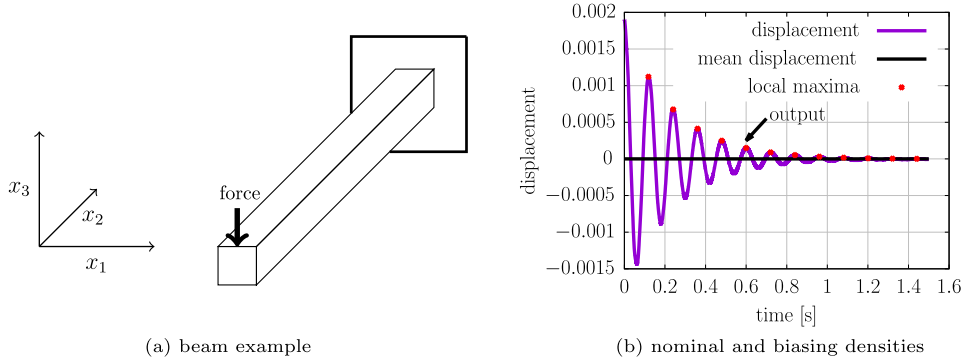 force
x3
x2
x1
(a) beam example
displacement
mean displacement
local maxima
output
displacement
0.002
0.0015
0.001
0.0005
0
−0.0005
−0.001
−0.0015
0 0.2 0.4 0.6 0.8 1 1.2 1.4 1.6
time [s]
(b) nominal and biasing densities